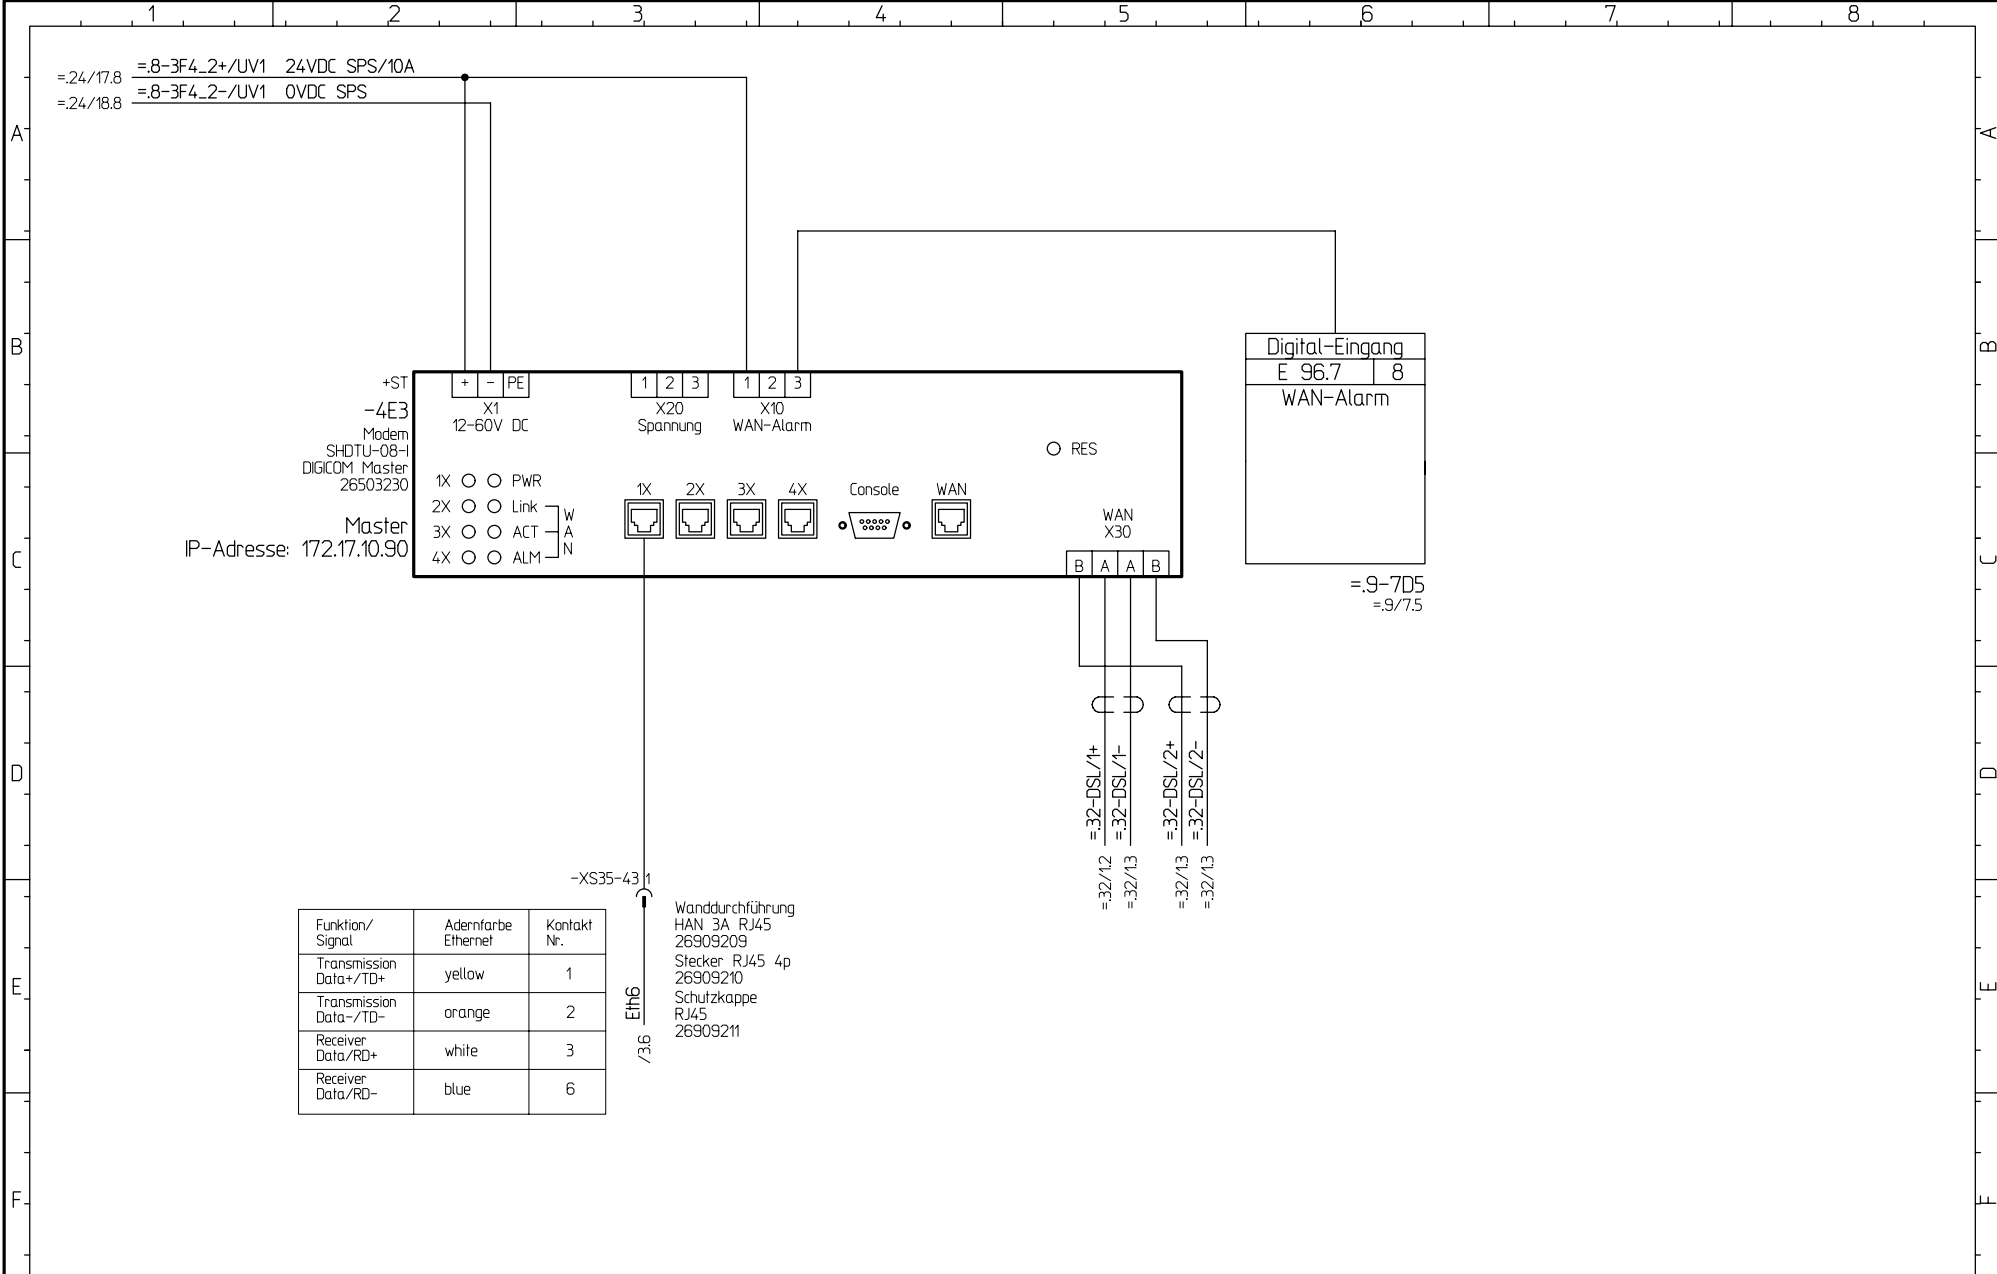 1 2 3 4 5 6 7 8
=.24/17.8 =.8-3F4_2+/UV1 24VDC SPS/10A
=.24/18.8 =.8-3F4_2-/UV1 0VDC SPS
A A
B B
C C
D D
E E
F F
+ST
-4E3
Modem
SHDTU-08-I
DIGICOM Master
26503230
Master
IP-Adresse: 172.17.10.90
+ - PE
X1
12-60V DC
1 2 3
X20
Spannung
1 2 3
X10
WAN-Alarm
RES
1X PWR
2X Link
3X ACT
4X ALM
WAN
1X 2X 3X 4X Console WAN
WAN
X30
B A A B
Digital-Eingang
E 96.7 8
WAN-Alarm
=.9-7D5
=.9/7.5
=.32-DSL/1+
=.32-DSL/1-
=.32-DSL/2+
=.32-DSL/2-
=.32/1.2
=.32/1.3
=.32/1.3
=.32/1.3
-XS35-43 1
Eth6
/3.6
Wanddurchführung
HAN 3A RJ45
26909209
Stecker RJ45 4p
26909210
Schutzkappe
RJ45
26909211
Funktion/ Adernfarbe Kontakt
Signal Ethernet Nr.
Transmission
Data+/TD+ yellow 1
Transmission
Data-/TD- orange 2
Receiver
Data/RD+ white 3
Receiver
Data/RD- blue 6